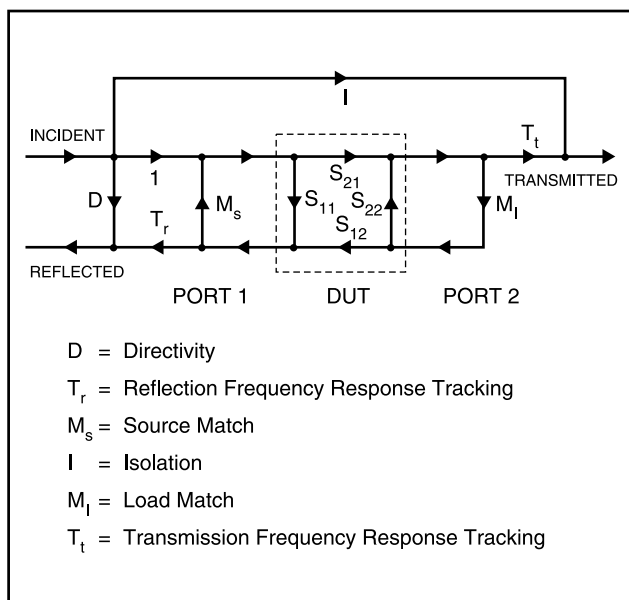 I
INCIDENT
T_t
1
S_21
TRANSMITTED
D
M_s
S_11
S_22
M_l
T_r
S_12
REFLECTED
PORT 1
DUT
PORT 2
D = Directivity
T_r = Reflection Frequency Response Tracking
M_s = Source Match
I = Isolation
M_l = Load Match
T_t = Transmission Frequency Response Tracking